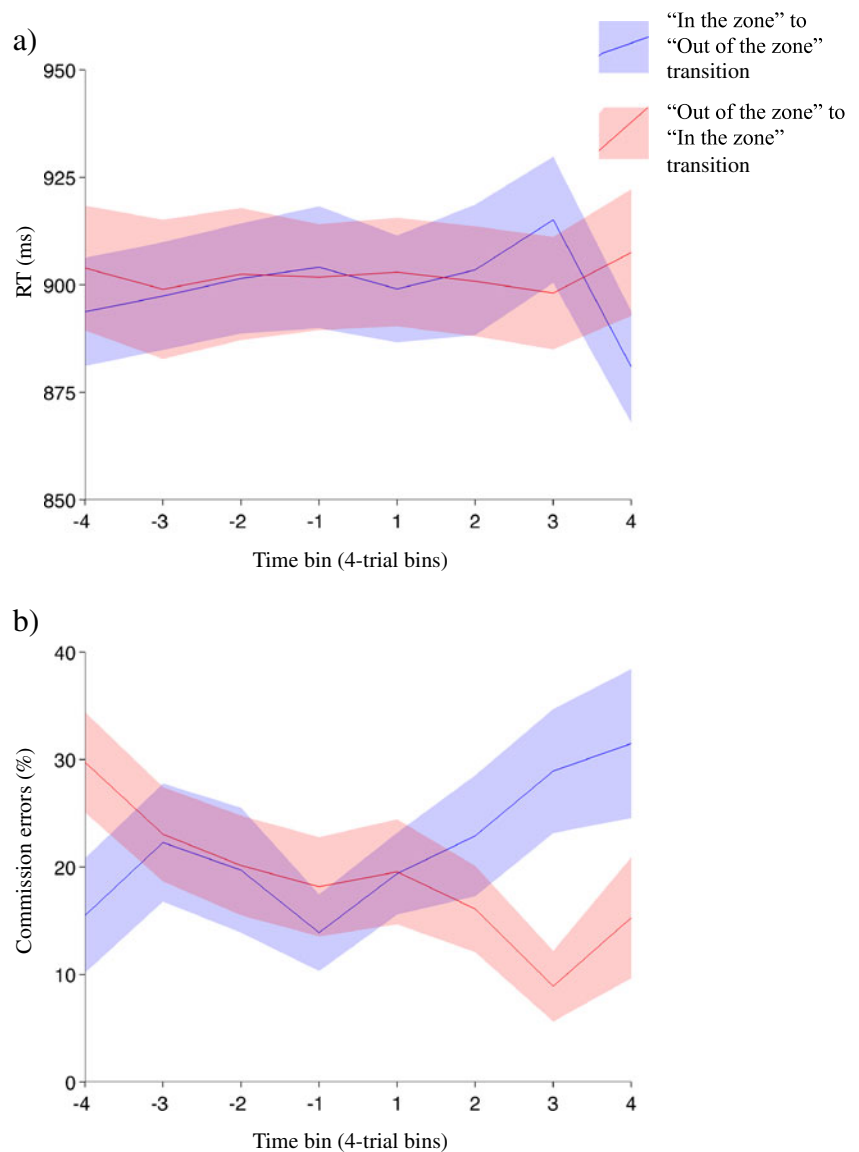 a)
“In the zone” to
“Out of the zone”
transition
“Out of the zone” to
“In the zone”
transition
950
925
900
875
850
RT (ms)
-4 -3 -2 -1 1 2 3 4
Time bin (4-trial bins)
b)
40
30
20
10
0
Commission errors (%)
-4 -3 -2 -1 1 2 3 4
Time bin (4-trial bins)